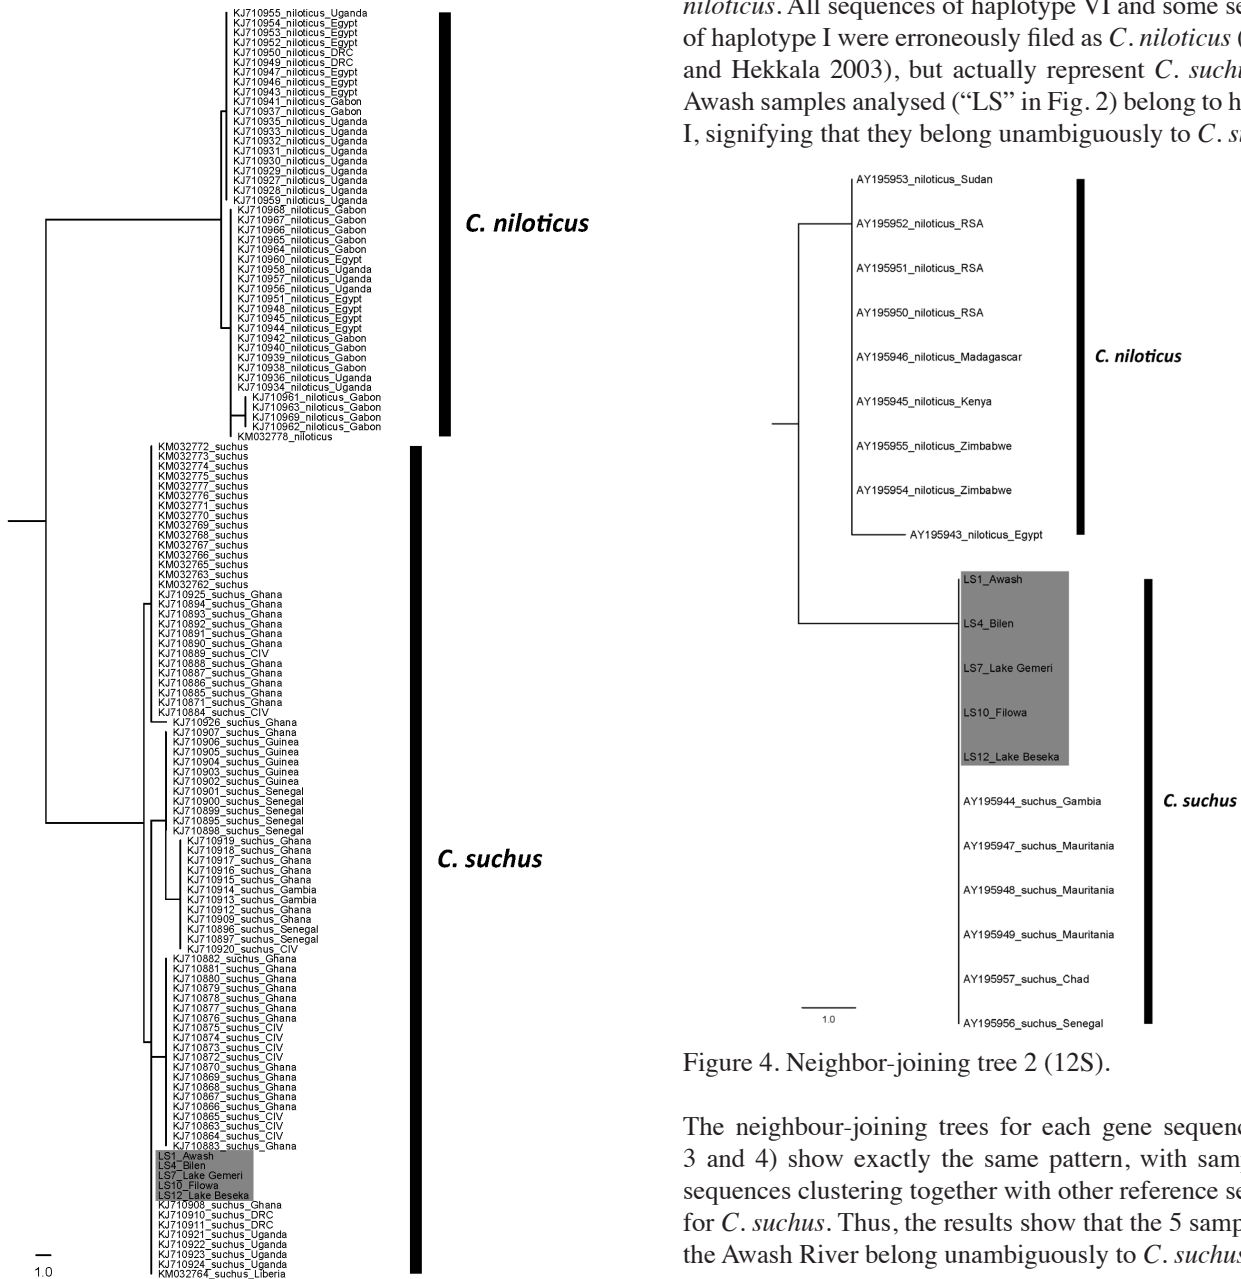 KJ710955_niloticus_Uganda
KJ710954_niloticus_Egypt
KJ710953_niloticus_Egypt
KJ710952_niloticus_Egypt
KJ710950_niloticus_DRC
KJ710949_niloticus_DRC
KJ710947_niloticus_Egypt
KJ710946_niloticus_Egypt
KJ710943_niloticus_Egypt
KJ710941_niloticus_Gabon
KJ710937_niloticus_Gabon
KJ710935_niloticus_Uganda
KJ710933_niloticus_Uganda
KJ710932_niloticus_Uganda
KJ710931_niloticus_Uganda
KJ710930_niloticus_Uganda
KJ710929_niloticus_Uganda
KJ710927_niloticus_Uganda
KJ710928_niloticus_Uganda
KJ710959_niloticus_Uganda
KJ710968_niloticus_Gabon
KJ710967_niloticus_Gabon
KJ710966_niloticus_Gabon
KJ710965_niloticus_Gabon
KJ710964_niloticus_Gabon
KJ710960_niloticus_Egypt
KJ710958_niloticus_Uganda
KJ710957_niloticus_Uganda
KJ710956_niloticus_Uganda
KJ710951_niloticus_Egypt
KJ710948_niloticus_Egypt
KJ710945_niloticus_Egypt
KJ710944_niloticus_Egypt
KJ710942_niloticus_Gabon
KJ710940_niloticus_Gabon
KJ710939_niloticus_Gabon
KJ710938_niloticus_Gabon
KJ710936_niloticus_Uganda
KJ710934_niloticus_Uganda
KJ710961_niloticus_Gabon
KJ710963_niloticus_Gabon
KJ710969_niloticus_Gabon
KJ710962_niloticus_Gabon
KM032778_niloticus
C. niloticus
KM032772_suchus
KM032773_suchus
KM032774_suchus
KM032775_suchus
KM032777_suchus
KM032776_suchus
KM032771_suchus
KM032770_suchus
KM032769_suchus
KM032768_suchus
KM032767_suchus
KM032766_suchus
KM032765_suchus
KM032763_suchus
KM032762_suchus
KJ710925_suchus_Ghana
KJ710894_suchus_Ghana
KJ710893_suchus_Ghana
KJ710892_suchus_Ghana
KJ710891_suchus_Ghana
KJ710890_suchus_Ghana
KJ710889_suchus_CIV
KJ710888_suchus_Ghana
KJ710887_suchus_Ghana
KJ710886_suchus_Ghana
KJ710885_suchus_Ghana
KJ710871_suchus_Ghana
KJ710884_suchus_CIV
KJ710926_suchus_Ghana
KJ710907_suchus_Ghana
KJ710906_suchus_Guinea
KJ710905_suchus_Guinea
KJ710904_suchus_Guinea
KJ710903_suchus_Guinea
KJ710902_suchus_Guinea
KJ710901_suchus_Senegal
KJ710900_suchus_Senegal
KJ710899_suchus_Senegal
KJ710895_suchus_Senegal
KJ710898_suchus_Senegal
KJ710919_suchus_Ghana
KJ710918_suchus_Ghana
KJ710917_suchus_Ghana
KJ710916_suchus_Ghana
KJ710915_suchus_Ghana
KJ710914_suchus_Gambia
KJ710913_suchus_Gambia
KJ710912_suchus_Ghana
KJ710909_suchus_Ghana
KJ710896_suchus_Senegal
KJ710897_suchus_Senegal
KJ710920_suchus_CIV
KJ710882_suchus_Ghana
KJ710881_suchus_Ghana
KJ710880_suchus_Ghana
KJ710879_suchus_Ghana
KJ710878_suchus_Ghana
KJ710877_suchus_Ghana
KJ710876_suchus_Ghana
KJ710875_suchus_CIV
KJ710874_suchus_CIV
KJ710873_suchus_CIV
KJ710872_suchus_CIV
KJ710870_suchus_Ghana
KJ710869_suchus_Ghana
KJ710868_suchus_Ghana
KJ710867_suchus_Ghana
KJ710866_suchus_Ghana
KJ710865_suchus_CIV
KJ710863_suchus_CIV
KJ710864_suchus_CIV
KJ710883_suchus_Ghana
LS1_Awash
LS4_Bilen
LS7_Lake Gemeri
LS10_Filowa
LS12_Lake Beseka
KJ710908_suchus_Ghana
KJ710910_suchus_DRC
KJ710911_suchus_DRC
KJ710921_suchus_Uganda
KJ710922_suchus_Uganda
KJ710923_suchus_Uganda
KJ710924_suchus_Uganda
KM032764_suchus_Liberia
C. suchus
1.0
niloticus. All sequences of haplotype VI and some se
of haplotype I were erroneously filed as C. niloticus (
and Hekkala 2003), but actually represent C. suchu
Awash samples analysed (“LS” in Fig. 2) belong to h
I, signifying that they belong unambiguously to C. su
AY195953_niloticus_Sudan
AY195952_niloticus_RSA
AY195951_niloticus_RSA
AY195950_niloticus_RSA
AY195946_niloticus_Madagascar
AY195945_niloticus_Kenya
AY195955_niloticus_Zimbabwe
AY195954_niloticus_Zimbabwe
AY195943_niloticus_Egypt
C. niloticus
LS1_Awash
LS4_Bilen
LS7_Lake Gemeri
LS10_Filowa
LS12_Lake Beseka
AY195944_suchus_Gambia
AY195947_suchus_Mauritania
AY195948_suchus_Mauritania
AY195949_suchus_Mauritania
AY195957_suchus_Chad
AY195956_suchus_Senegal
C. suchus
1.0
Figure 4. Neighbor-joining tree 2 (12S).
The neighbour-joining trees for each gene sequenc
3 and 4) show exactly the same pattern, with samp
sequences clustering together with other reference se
for C. suchus. Thus, the results show that the 5 samp
the Awash River belong unambiguously to C. suchus